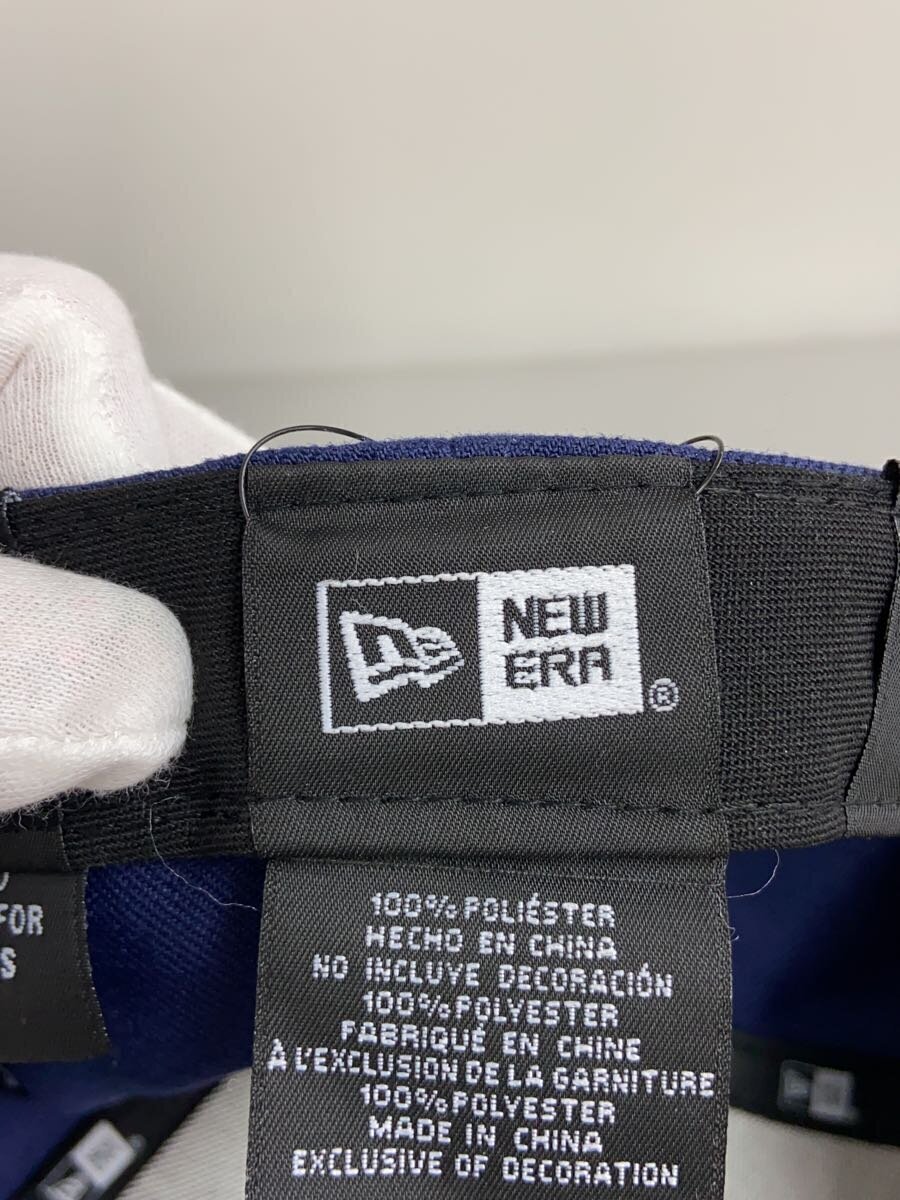 NEW
ERA
®
FOR
S
100% POLIÉSTER
HECHO EN CHINA
NO INCLUYE DECORACIÓN
100% POLYESTER
FABRIQUÉ EN CHINE
À L'EXCLUSION DE LA GARNITURE
100% POLYESTER
MADE IN CHINA
EXCLUSIVE OF DECORATION